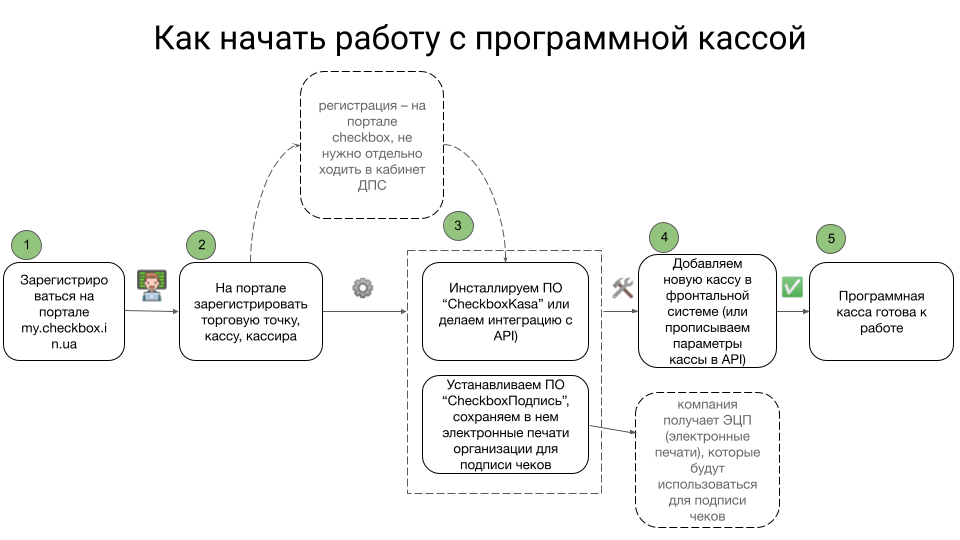 Как начать работу с программной кассой
регистрация – на
портале
checkbox, не
нужно отдельно
ходить в кабинет
ДПС
1
Зарегистриро
ваться на
портале
my.checkbox.i
n.ua
2
На портале
зарегистрировать
торговую точку,
кассу, кассира
3
Инсталлируем ПО
“CheckboxKasa” или
делаем интеграцию с
API)
Устанавливаем ПО
“CheckboxПодпись”,
сохраняем в нем
электронные печати
организации для
подписи чеков
4
Добавляем
новую кассу в
фронтальной
системе (или
прописываем
параметры
кассы в API)
компания
получает ЭЦП
(электронные
печати), которые
будут
использоваться
для подписи
чеков
5
Программная
касса готова к
работе